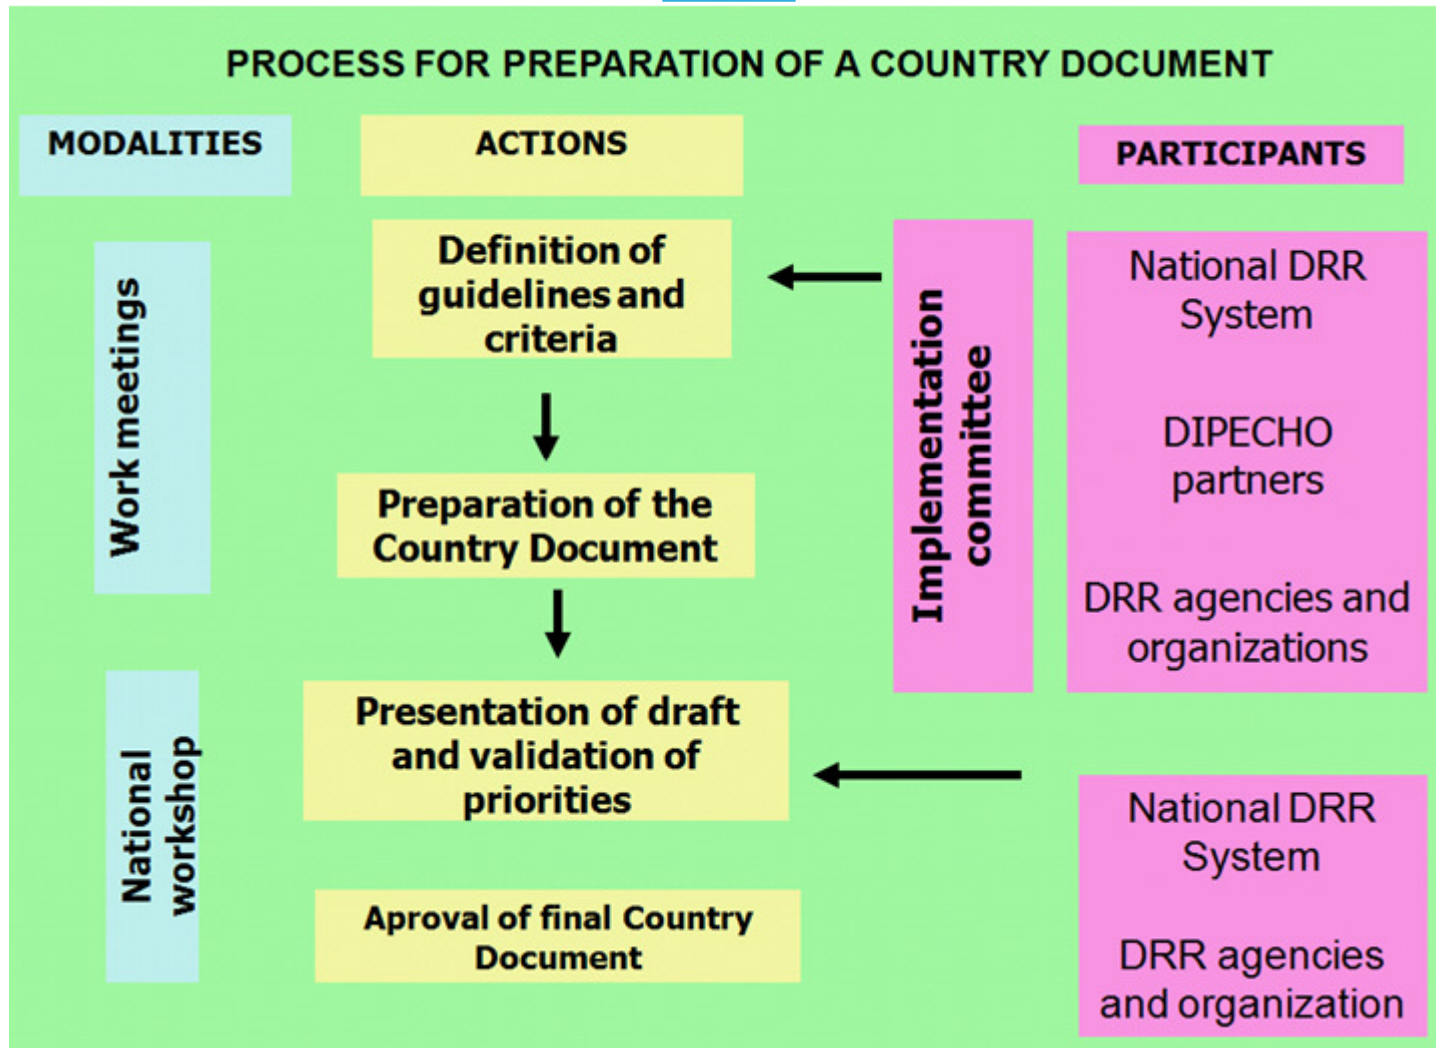 PROCESS FOR PREPARATION OF A COUNTRY DOCUMENT
MODALITIES
ACTIONS
PARTICIPANTS
Work meetings
Definition of
guidelines and
criteria
Implementation
committee
National DRR
System
DIPECHO
partners
DRR agencies and
organizations
Preparation of the
Country Document
National
workshop
Presentation of draft
and validation of
priorities
National DRR
System
DRR agencies
and organization
Aproval of final Country
Document